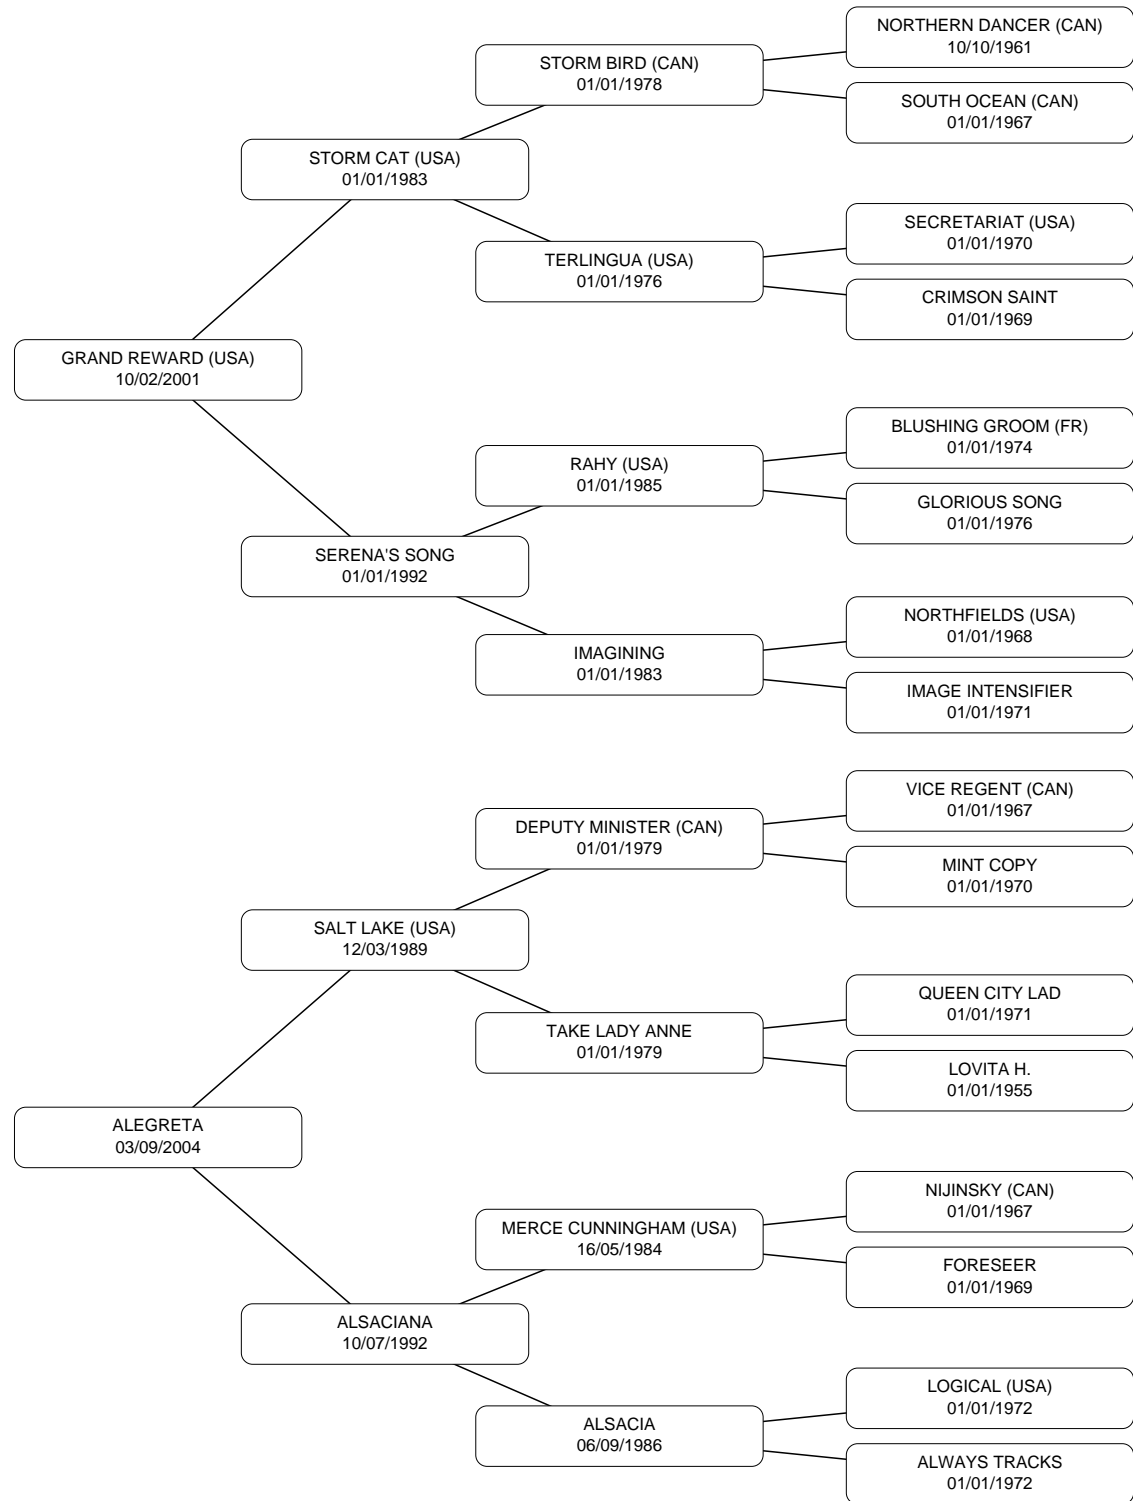 NORTHERN DANCER (CAN)
10/10/1961
STORM BIRD (CAN)
01/01/1978
SOUTH OCEAN (CAN)
01/01/1967
STORM CAT (USA)
01/01/1983
SECRETARIAT (USA)
01/01/1970
TERLINGUA (USA)
01/01/1976
CRIMSON SAINT
01/01/1969
GRAND REWARD (USA)
10/02/2001
BLUSHING GROOM (FR)
01/01/1974
RAHY (USA)
01/01/1985
GLORIOUS SONG
01/01/1976
SERENA'S SONG
01/01/1992
NORTHFIELDS (USA)
01/01/1968
IMAGINING
01/01/1983
IMAGE INTENSIFIER
01/01/1971
VICE REGENT (CAN)
01/01/1967
DEPUTY MINISTER (CAN)
01/01/1979
MINT COPY
01/01/1970
SALT LAKE (USA)
12/03/1989
QUEEN CITY LAD
01/01/1971
TAKE LADY ANNE
01/01/1979
LOVITA H.
01/01/1955
ALEGRETA
03/09/2004
NIJINSKY (CAN)
01/01/1967
MERCE CUNNINGHAM (USA)
16/05/1984
FORESEER
01/01/1969
ALSACIANA
10/07/1992
LOGICAL (USA)
01/01/1972
ALSACIA
06/09/1986
ALWAYS TRACKS
01/01/1972